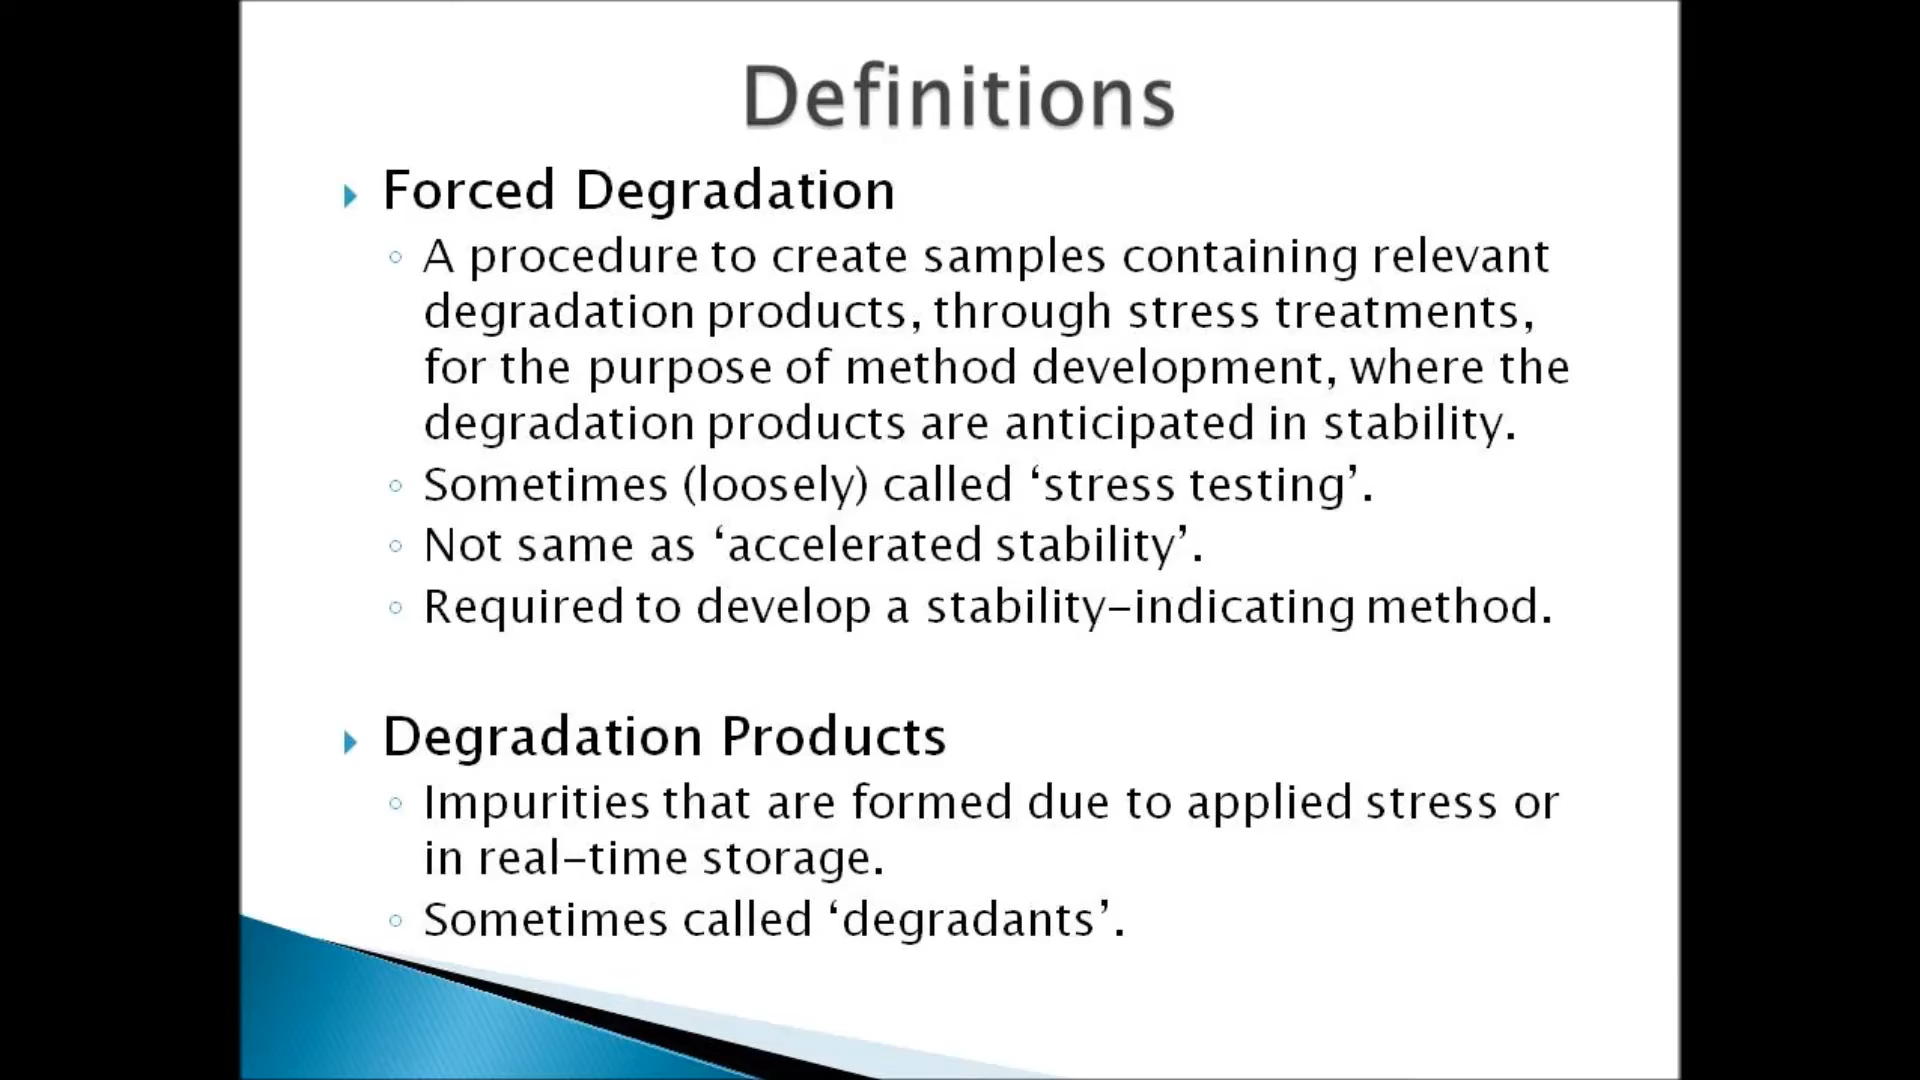 Definitions
Forced Degradation
A procedure to create samples containing relevant
degradation products, through stress treatments,
for the purpose of method development, where the
degradation products are anticipated in stability.
Sometimes (loosely) called ‘stress testing’.
Not same as ‘accelerated stability’.
Required to develop a stability-indicating method.
Degradation Products
Impurities that are formed due to applied stress or
in real-time storage.
Sometimes called ‘degradants’.